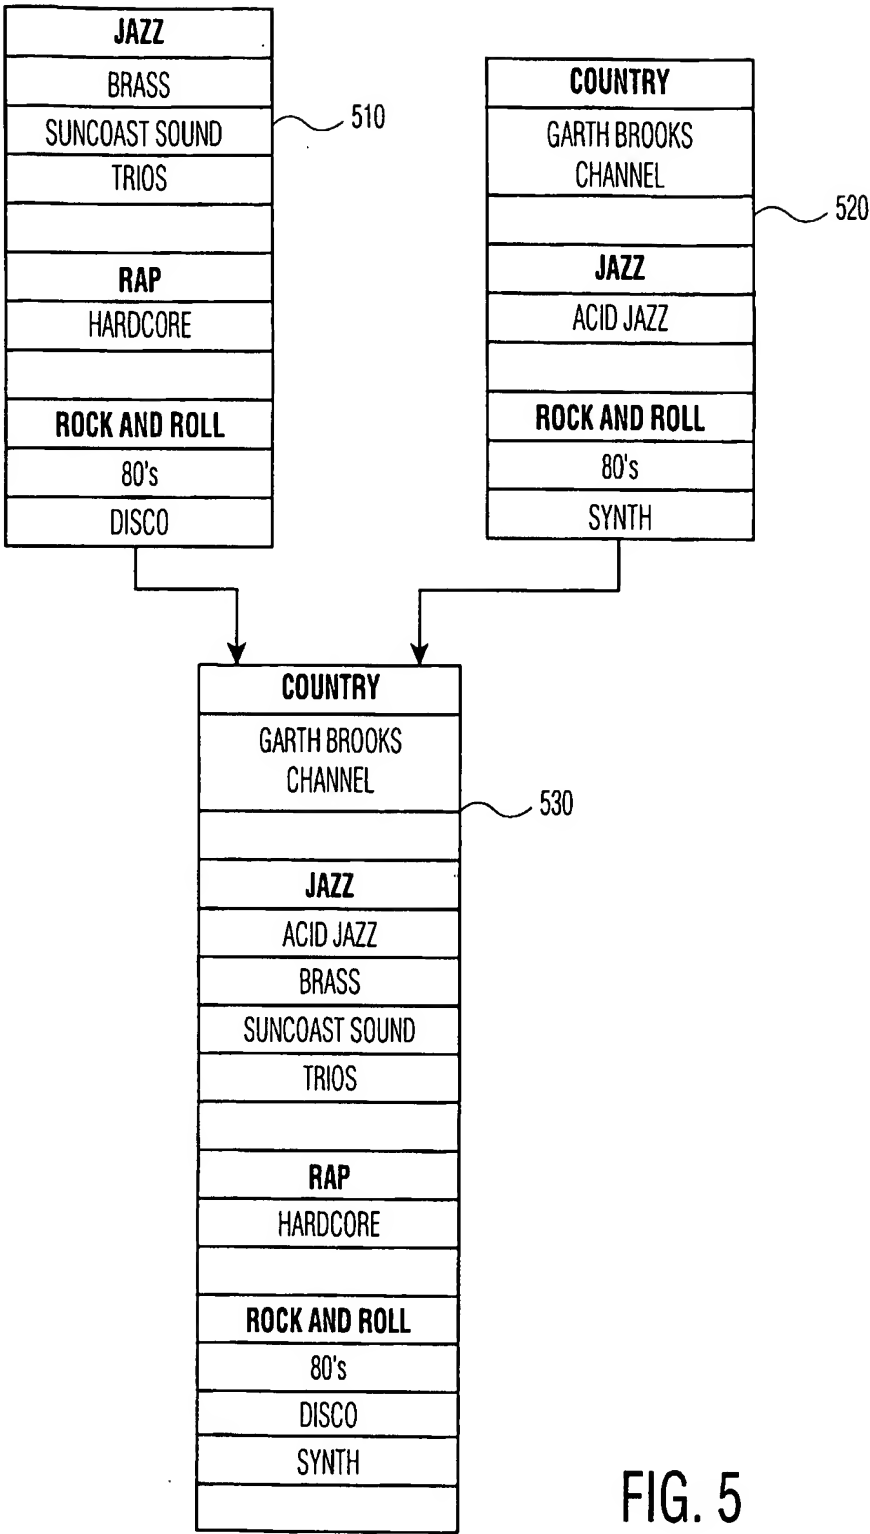 JAZZ
BRASS
SUNCOAST SOUND
TRIOS
RAP
HARDCORE
ROCK AND ROLL
80's
DISCO
510
COUNTRY
GARTH BROOKS
CHANNEL
JAZZ
ACID JAZZ
ROCK AND ROLL
80's
SYNTH
520
COUNTRY
GARTH BROOKS
CHANNEL
JAZZ
ACID JAZZ
BRASS
SUNCOAST SOUND
TRIOS
RAP
HARDCORE
ROCK AND ROLL
80's
DISCO
SYNTH
530
FIG. 5